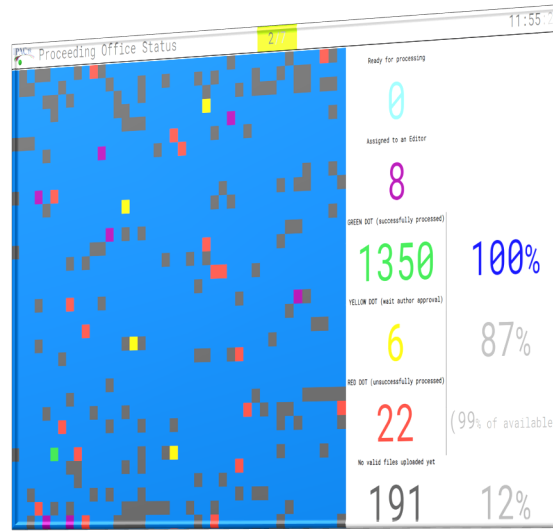 Proceeding Office Status
2
11:55
Ready for processing
0
Assigned to an Editor
8
GREEN DOT (successfully processed)
1350
100%
YELLOW DOT (wait author approval)
6
87%
RED DOT (unsuccessfully processed)
22
(99% of available
No valid files uploaded yet
191
12%